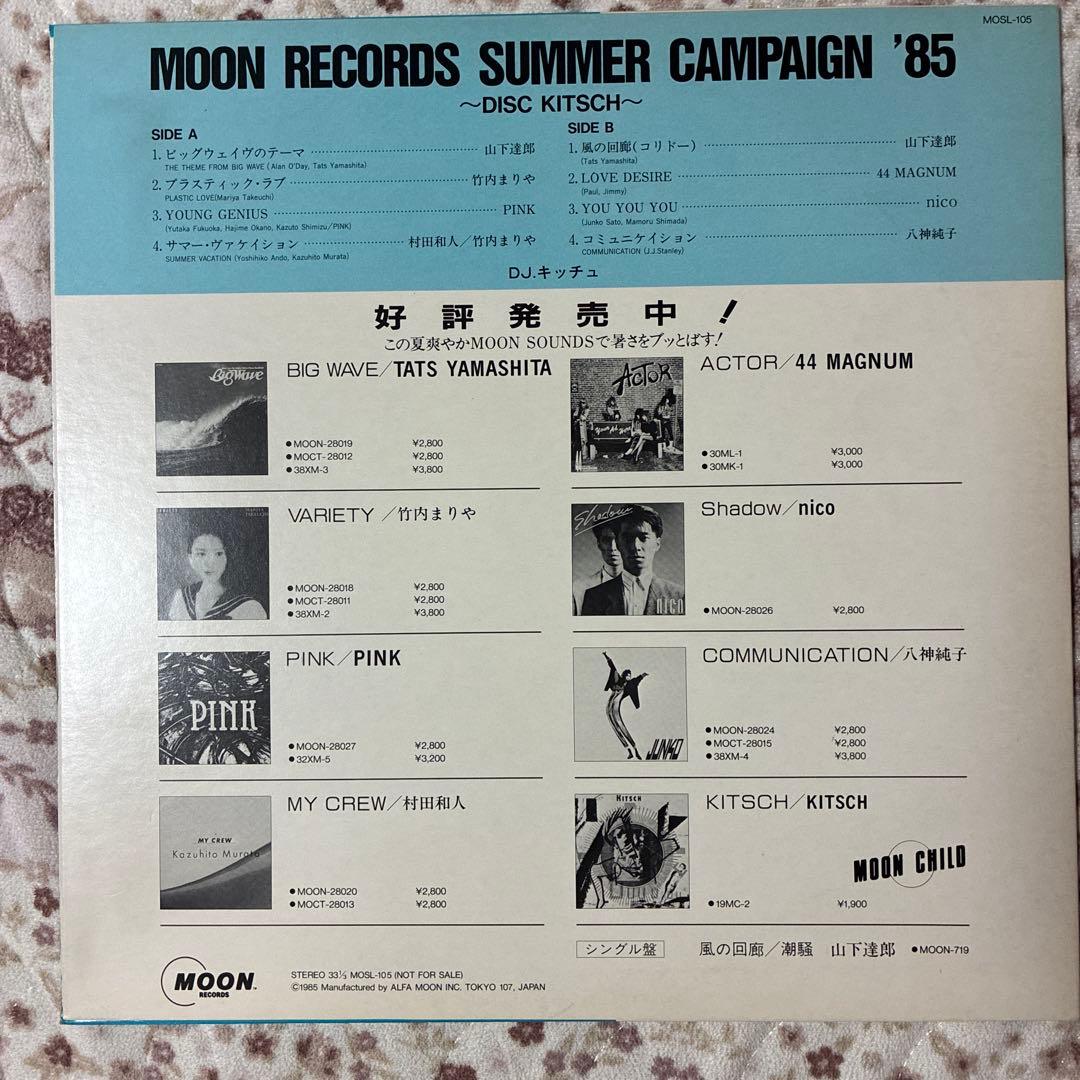 MOSL-105
MOON RECORDS SUMMER CAMPAIGN '85
～DISC KITSCH～
SIDE A
1. ビッグウェイヴのテーマ 山下達郎
THE THEME FROM BIG WAVE (Alan O'Day, Tats Yamashita)
2. プラスティック・ラブ 竹内まりや
PLASTIC LOVE(Mariya Takeuchi)
3. YOUNG GENIUS PINK
(Yutaka Fukuoka, Hajime Okano, Kazuto Shimizu/PINK)
4. サマー・ヴァケイション 村田和人／竹内まりや
SUMMER VACATION (Yoshihiko Ando, Kazuhito Murata)
SIDE B
1. 風の回廊(コリドー) 山下達郎
(Tats Yamashita)
2. LOVE DESIRE 44 MAGNUM
(Paul, Jimmy)
3. YOU YOU YOU nico
(Junko Sato, Mamoru Shimada)
4. コミュニケイション 八神純子
COMMUNICATION (J.J.Stanley)
DJ.キッチュ
好評発売中！
この夏爽やかMOON SOUNDSで暑さをブッとばす！
BigWave
BIG WAVE／TATS YAMASHITA
●MOON-28019 ¥2,800
●MOCT-28012 ¥2,800
●38XM-3 ¥3,800
VARIETY
MARIYA TAKEUCHI
VARIETY／竹内まりや
●MOON-28018 ¥2,800
●MOCT-28011 ¥2,800
●38XM-2 ¥3,800
PINK
PINK／PINK
●MOON-28027 ¥2,800
●32XM-5 ¥3,200
MY CREW
Kazuhito Murata
MY CREW／村田和人
●MOON-28020 ¥2,800
●MOCT-28013 ¥2,800
ACTOR
ACTOR／44 MAGNUM
●30ML-1 ¥3,000
●30MK-1 ¥3,000
Shadow
NICO
Shadow／nico
●MOON-28026 ¥2,800
JUNKO
COMMUNICATION／八神純子
●MOON-28024 ¥2,800
●MOCT-28015 ¥2,800
●38XM-4 ¥3,800
KITSCH
KITSCH／KITSCH
MOON CHILD
●19MC-2 ¥1,900
シングル盤 風の回廊／潮騒 山下達郎 ●MOON-719
MOON™
RECORDS
STEREO 33⅓ MOSL-105 (NOT FOR SALE)
©1985 Manufactured by ALFA MOON INC. TOKYO 107, JAPAN